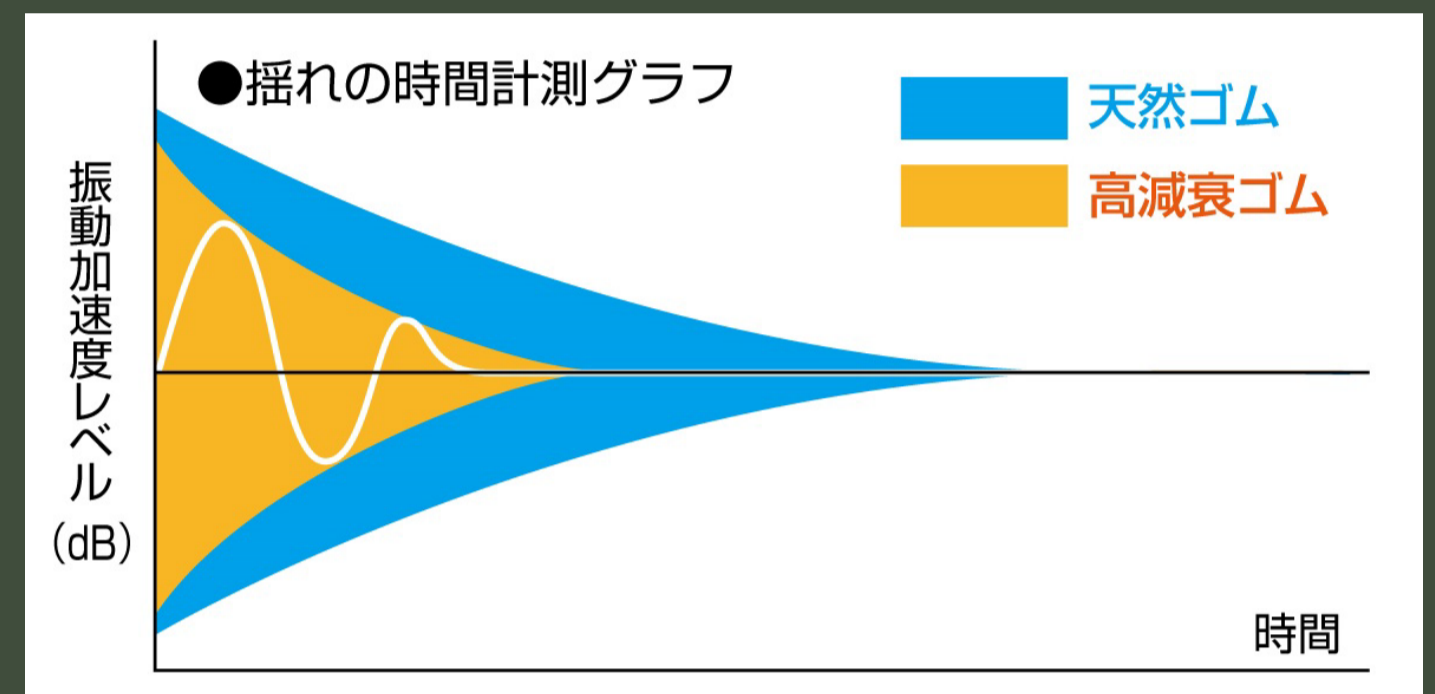 ●揺れの時間計測グラフ
天然ゴム
高減衰ゴム
振動加速度レベル
（dB）
時間